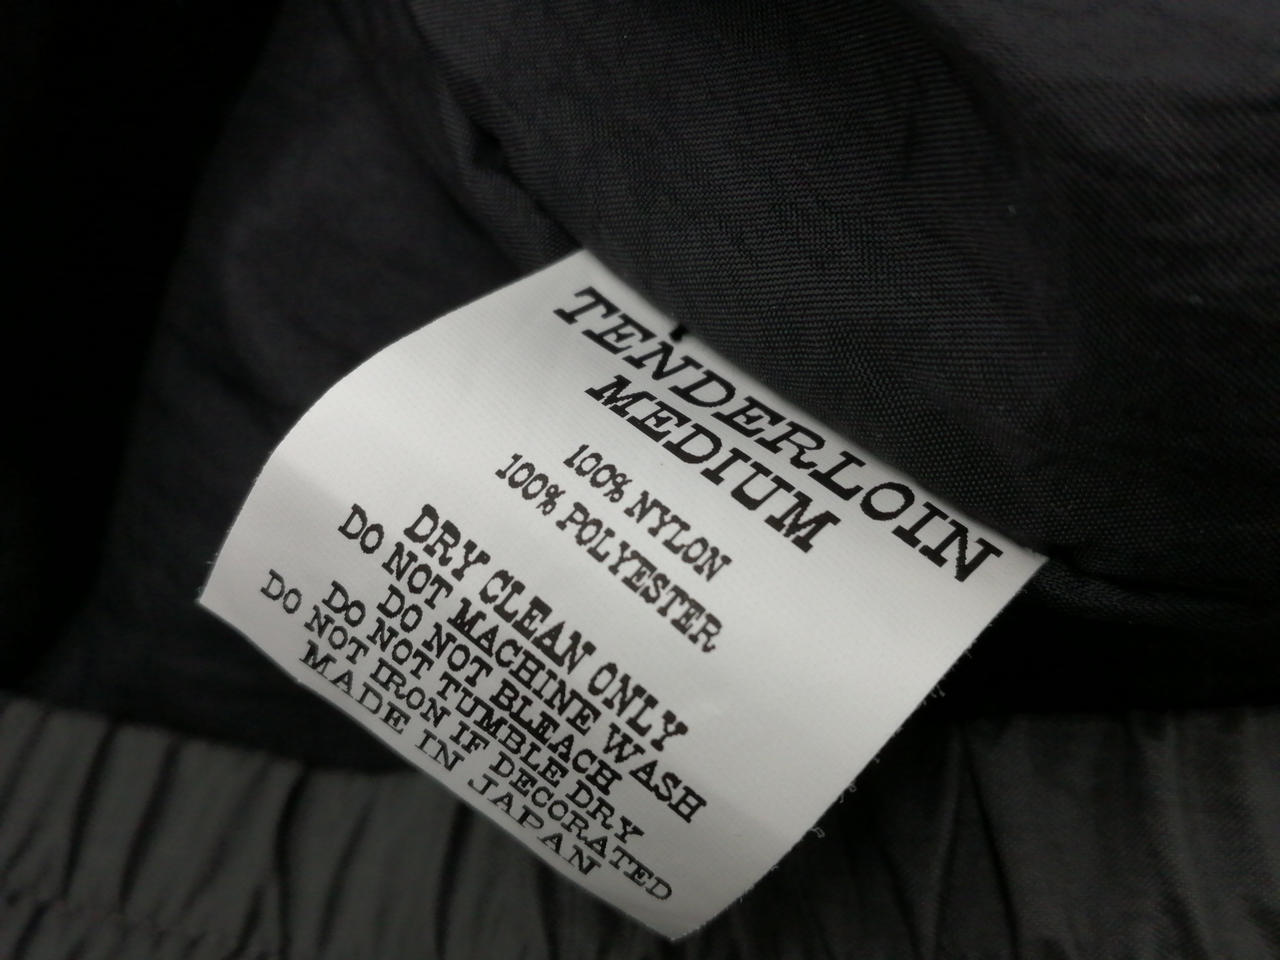 TENDERLOIN
MEDIUM
100% NYLON
100% POLYESTER
DRY CLEAN ONLY
DO NOT MACHINE WASH
DO NOT BLEACH
DO NOT TUMBLE DRY
DO NOT IRON IF DECORATED
MADE IN JAPAN